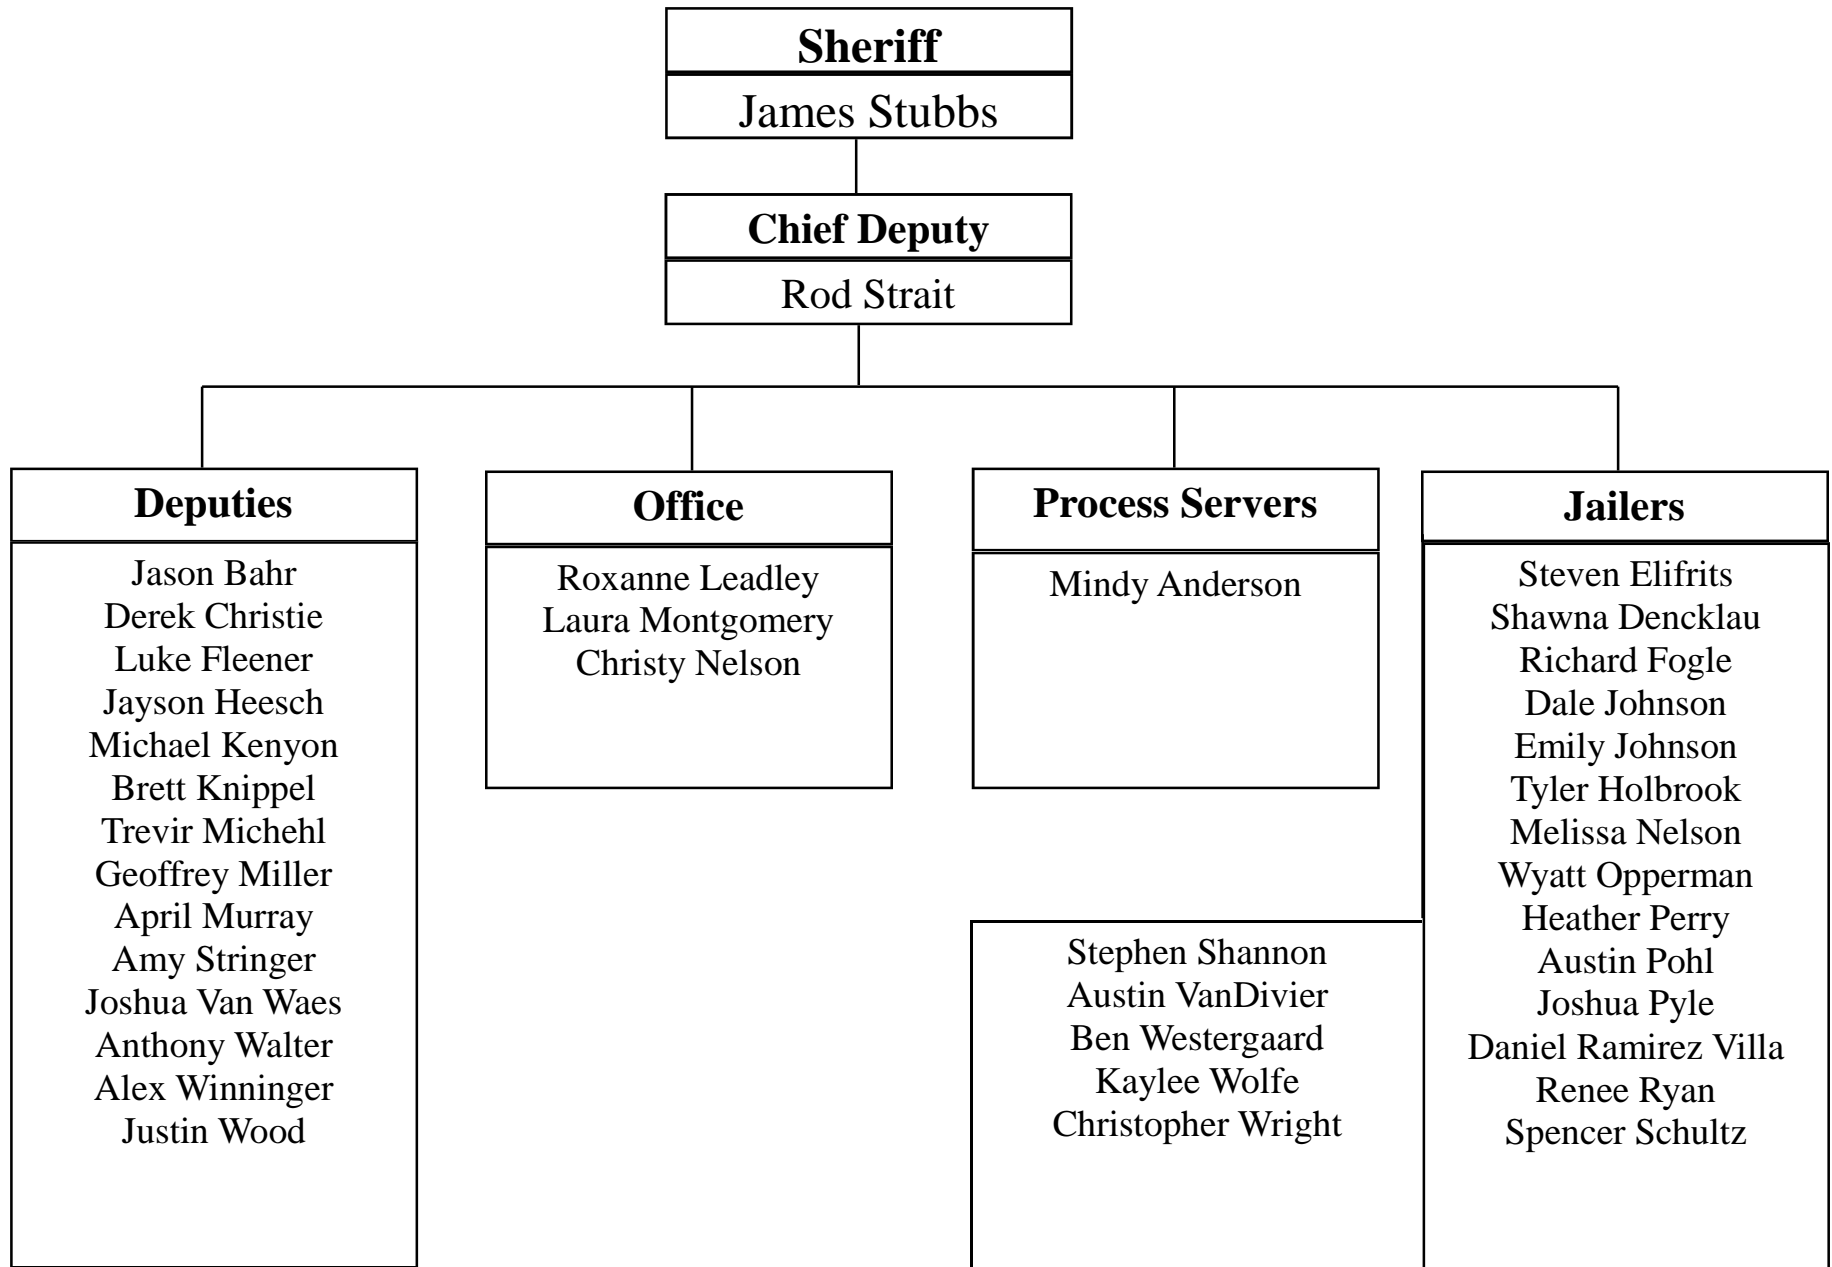 Sheriff
James Stubbs
Chief Deputy
Rod Strait
Deputies
Jason Bahr
Derek Christie
Luke Fleener
Jayson Heesch
Michael Kenyon
Brett Knippel
Trevir Michehl
Geoffrey Miller
April Murray
Amy Stringer
Joshua Van Waes
Anthony Walter
Alex Winninger
Justin Wood
Office
Roxanne Leadley
Laura Montgomery
Christy Nelson
Process Servers
Mindy Anderson
Jailers
Steven Elifrits
Shawna Dencklau
Richard Fogle
Dale Johnson
Emily Johnson
Tyler Holbrook
Melissa Nelson
Wyatt Opperman
Heather Perry
Austin Pohl
Joshua Pyle
Daniel Ramirez Villa
Renee Ryan
Spencer Schultz
Stephen Shannon
Austin VanDivier
Ben Westergaard
Kaylee Wolfe
Christopher Wright